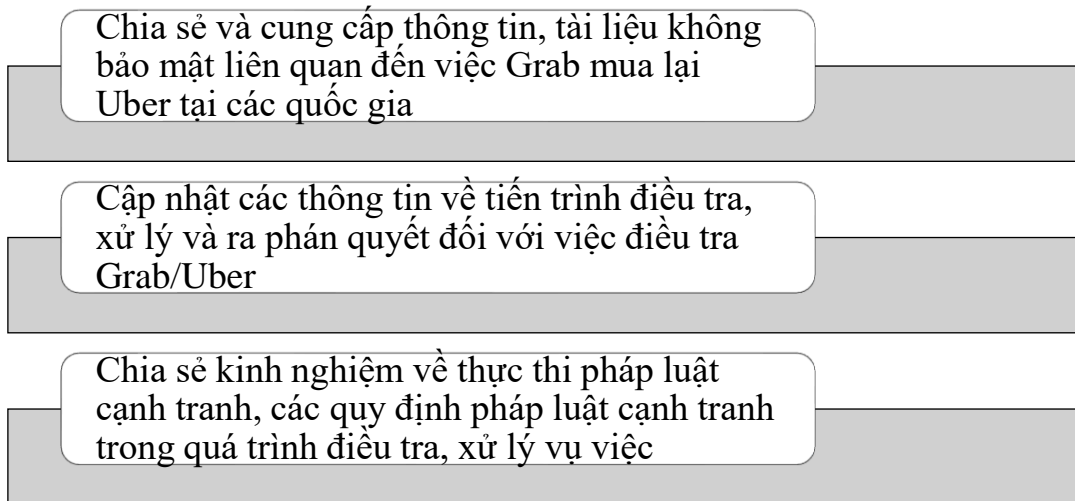 Chia sẻ và cung cấp thông tin, tài liệu không
bảo mật liên quan đến việc Grab mua lại
Uber tại các quốc gia
Cập nhật các thông tin về tiến trình điều tra,
xử lý và ra phán quyết đối với việc điều tra
Grab/Uber
Chia sẻ kinh nghiệm về thực thi pháp luật
cạnh tranh, các quy định pháp luật cạnh tranh
trong quá trình điều tra, xử lý vụ việc